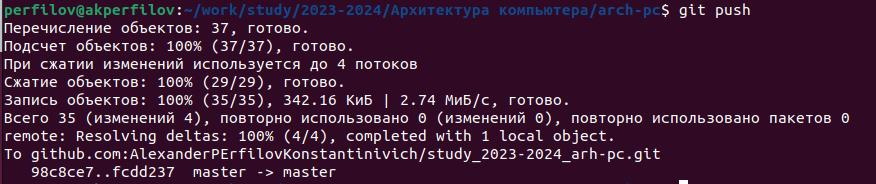 perfilov@akperfilov:~/work/study/2023-2024/Архитектура компьютера/arch-pc$ git push
Перечисление объектов: 37, готово.
Подсчет объектов: 100% (37/37), готово.
При сжатии изменений используется до 4 потоков
Сжатие объектов: 100% (29/29), готово.
Запись объектов: 100% (35/35), 342.16 КиБ | 2.74 МиБ/с, готово.
Всего 35 (изменений 4), повторно использовано 0 (изменений 0), повторно использовано пакетов 0
remote: Resolving deltas: 100% (4/4), completed with 1 local object.
To github.com:AlexanderPErfilovKonstantinivich/study_2023-2024_arh-pc.git
   98c8ce7..fcdd237  master -> master